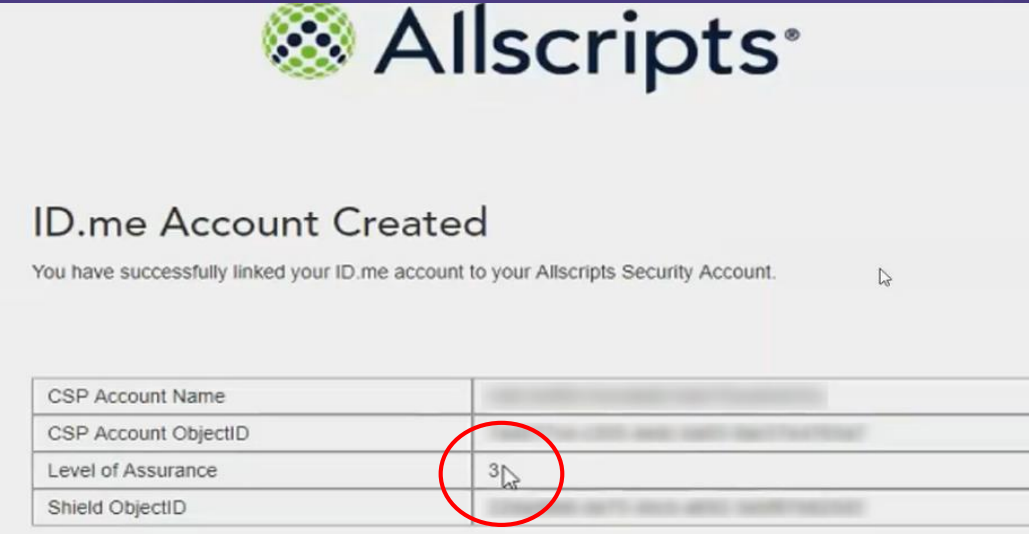 Allscripts®
ID.me Account Created
You have successfully linked your ID.me account to your Allscripts Security Account.
CSP Account Name
CSP Account ObjectID
Level of Assurance 3
Shield ObjectID